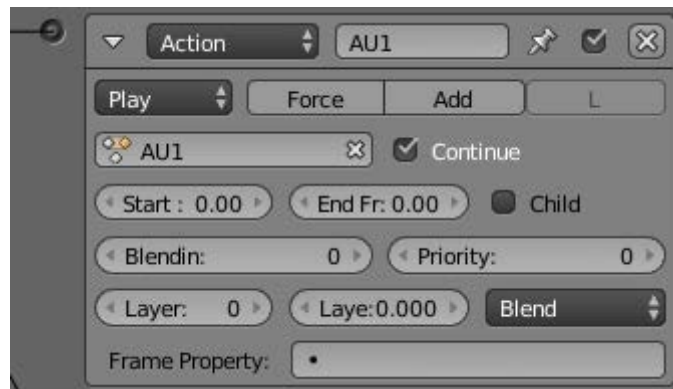 Action AU1
Play Force Add L
AU1 Continue
Start : 0.00 End Fr: 0.00 Child
Blendin: 0 Priority: 0
Layer: 0 Laye:0.000 Blend
Frame Property: